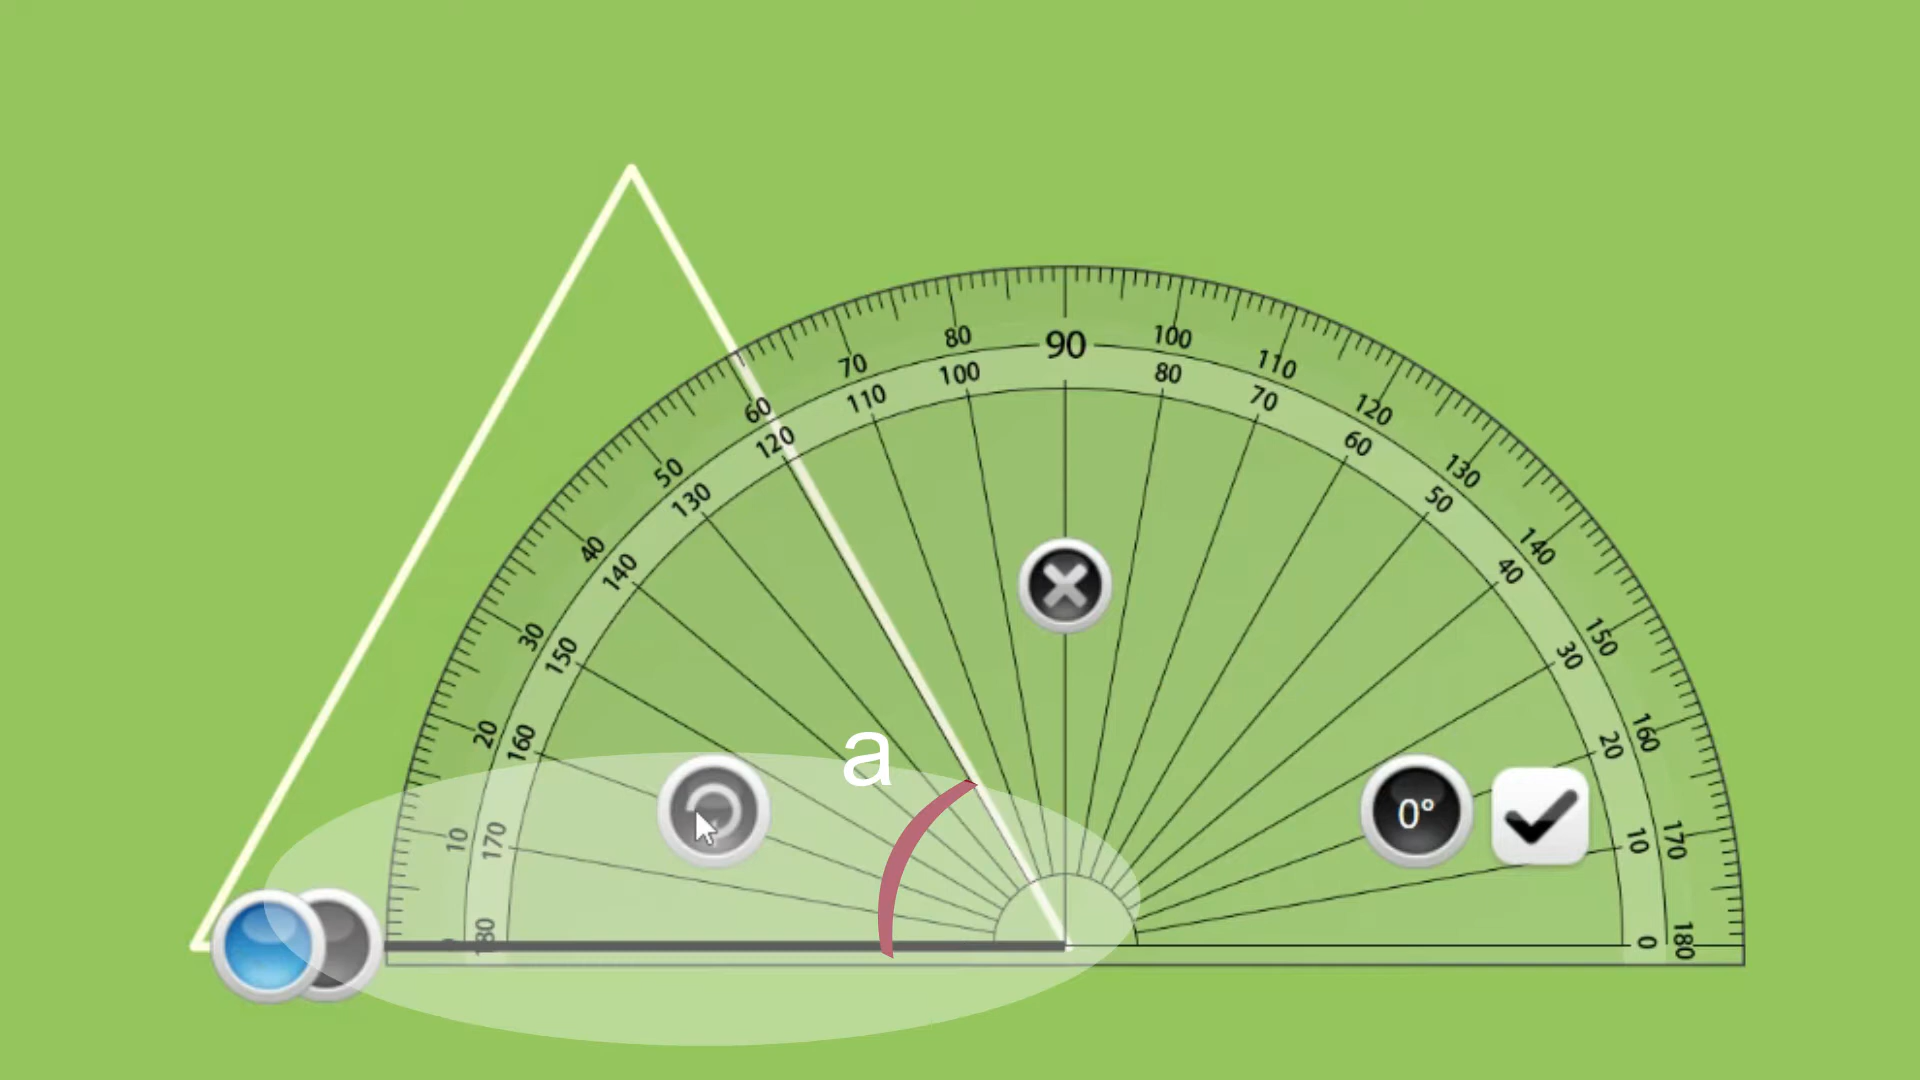 80 90 100
70 100 80 110
60 110 70 120
120 60
50 130
130 50
40 140
140 40
30 150
150 30
a
20 160
160 20
0°
10 170 10 170
180 0 180